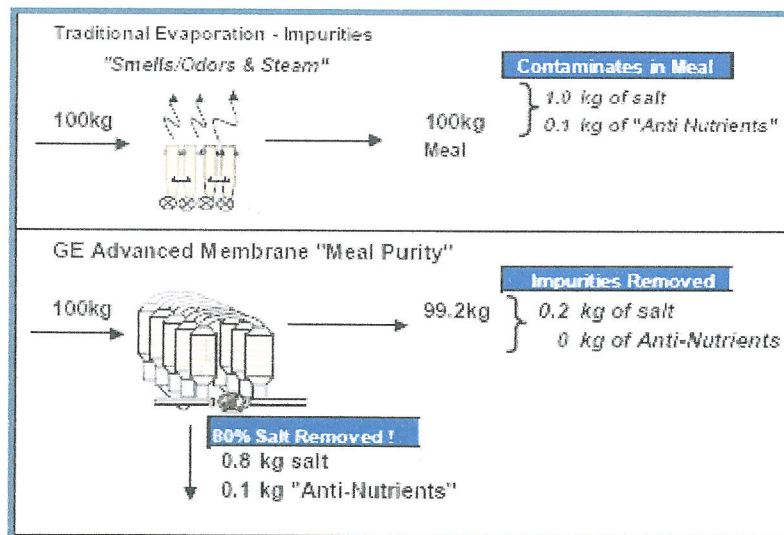 Traditional Evaporation - Impurities
"Smells/Odors & Steam"
Contaminates in Meal
100kg
100kg
Meal
1.0 kg of salt
0.1 kg of "Anti Nutrients"
GE Advanced Membrane "Meal Purity"
Impurities Removed
100kg
99.2kg
0.2 kg of salt
0 kg of Anti-Nutrients
80% Salt Removed !
0.8 kg salt
0.1 kg "Anti-Nutrients"